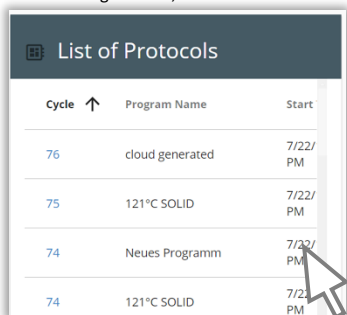 List of Protocols
Cycle Program Name Start
76 cloud generated 7/22/
PM
75 121°C SOLID 7/22/
PM
74 Neues Programm 7/22/
PM
74 121°C SOLID 7/22
PM